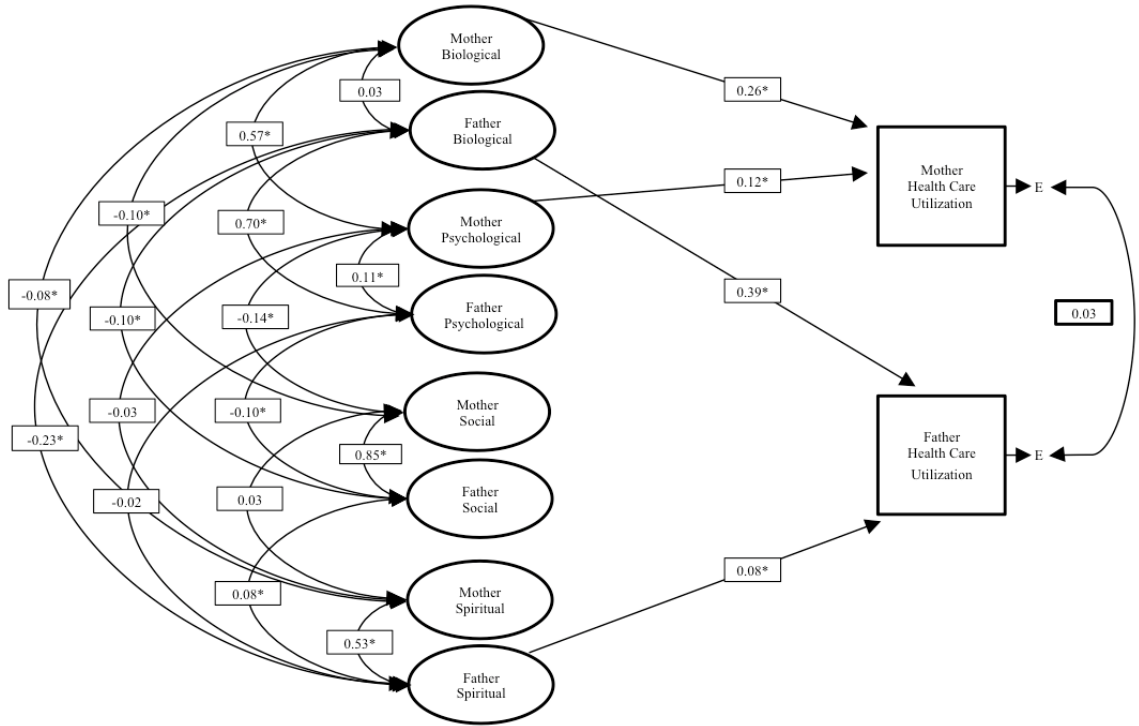 Mother
Biological
0.03
0.26*
Father
Biological
0.57*
Mother
Health Care
Utilization
E
0.12*
Mother
Psychological
-0.10*
0.70*
0.11*
Father
Psychological
-0.08*
-0.10*
-0.14*
0.39*
0.03
Mother
Social
-0.03
-0.10*
-0.23*
0.85*
Father
Health Care
Utilization
E
Father
Social
-0.02
0.03
Mother
Spiritual
0.08*
0.08*
0.53*
Father
Spiritual